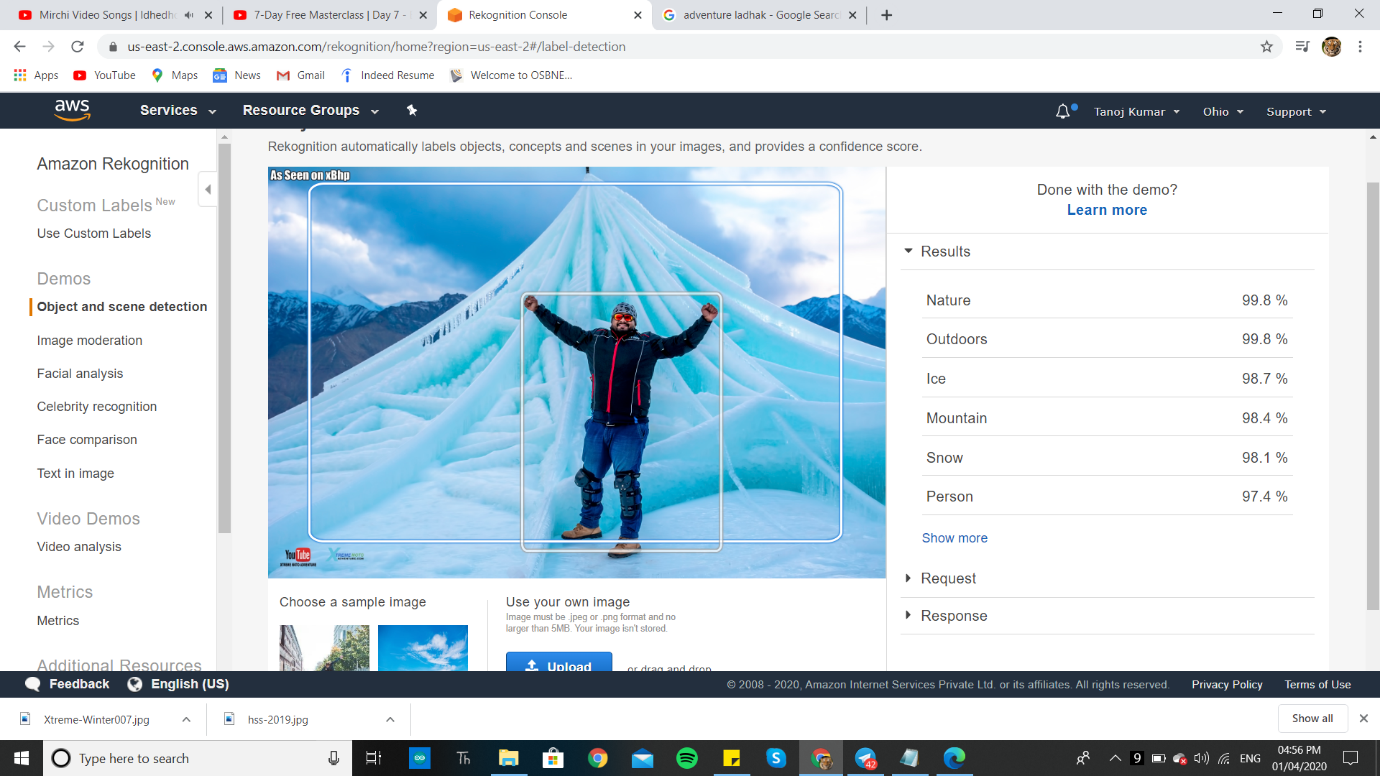 Mirchi Video Songs | Idhedh
7-Day Free Masterclass | Day 7 -
Rekognition Console
adventure ladhak - Google Searc
us-east-2.console.aws.amazon.com/rekognition/home?region=us-east-2#/label-detection
Apps
YouTube
Maps
News
Gmail
Indeed Resume
Welcome to OSBNE...
aws
Services
Resource Groups
Tanoj Kumar
Ohio
Support
Amazon Rekognition
Custom Labels New
Use Custom Labels
Demos
Object and scene detection
Image moderation
Facial analysis
Celebrity recognition
Face comparison
Text in image
Video Demos
Video analysis
Metrics
Metrics
Additional Resources
Rekognition automatically labels objects, concepts and scenes in your images, and provides a confidence score.
As Seen on xBhp
YouTube
Choose a sample image
Use your own image
Image must be .jpeg or .png format and no
larger than 5MB. Your image isn't stored.
Upload
or drag and drop
Done with the demo?
Learn more
Results
Nature 99.8 %
Outdoors 99.8 %
Ice 98.7 %
Mountain 98.4 %
Snow 98.1 %
Person 97.4 %
Show more
Request
Response
Feedback
English (US)
© 2008 - 2020, Amazon Internet Services Private Ltd. or its affiliates. All rights reserved.
Privacy Policy
Terms of Use
Xtreme-Winter007.jpg
hss-2019.jpg
Show all
Type here to search
Th
42
9
ENG
04:56 PM
01/04/2020